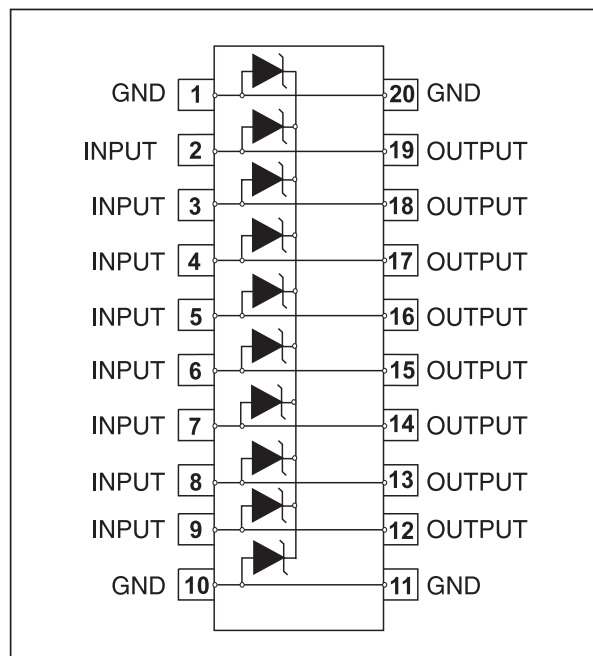 GND 1 20 GND
INPUT 2 19 OUTPUT
INPUT 3 18 OUTPUT
INPUT 4 17 OUTPUT
INPUT 5 16 OUTPUT
INPUT 6 15 OUTPUT
INPUT 7 14 OUTPUT
INPUT 8 13 OUTPUT
INPUT 9 12 OUTPUT
GND 10 11 GND